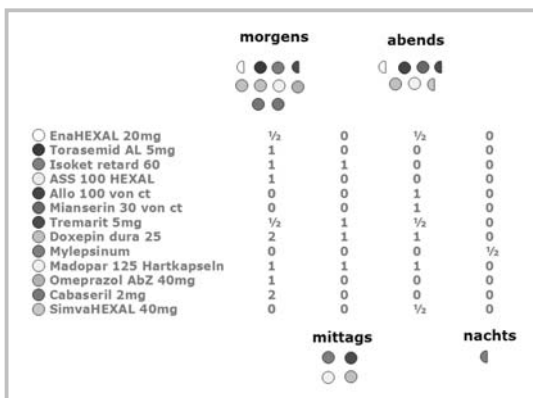 morgens abends
EnaHEXAL 20mg ½ 0 ½ 0
Torasemid AL 5mg 1 0 0 0
Isoket retard 60 1 1 0 0
ASS 100 HEXAL 1 0 0 0
Allo 100 von ct 0 0 1 0
Mianserin 30 von ct 0 0 1 0
Tremarit 5mg ½ 1 ½ 0
Doxepin dura 25 2 1 1 0
Mylepsinum 0 0 0 ½
Madopar 125 Hartkapseln 1 1 1 0
Omeprazol AbZ 40mg 1 0 0 0
Cabaseril 2mg 2 0 0 0
SimvaHEXAL 40mg 0 0 ½ 0
mittags nachts